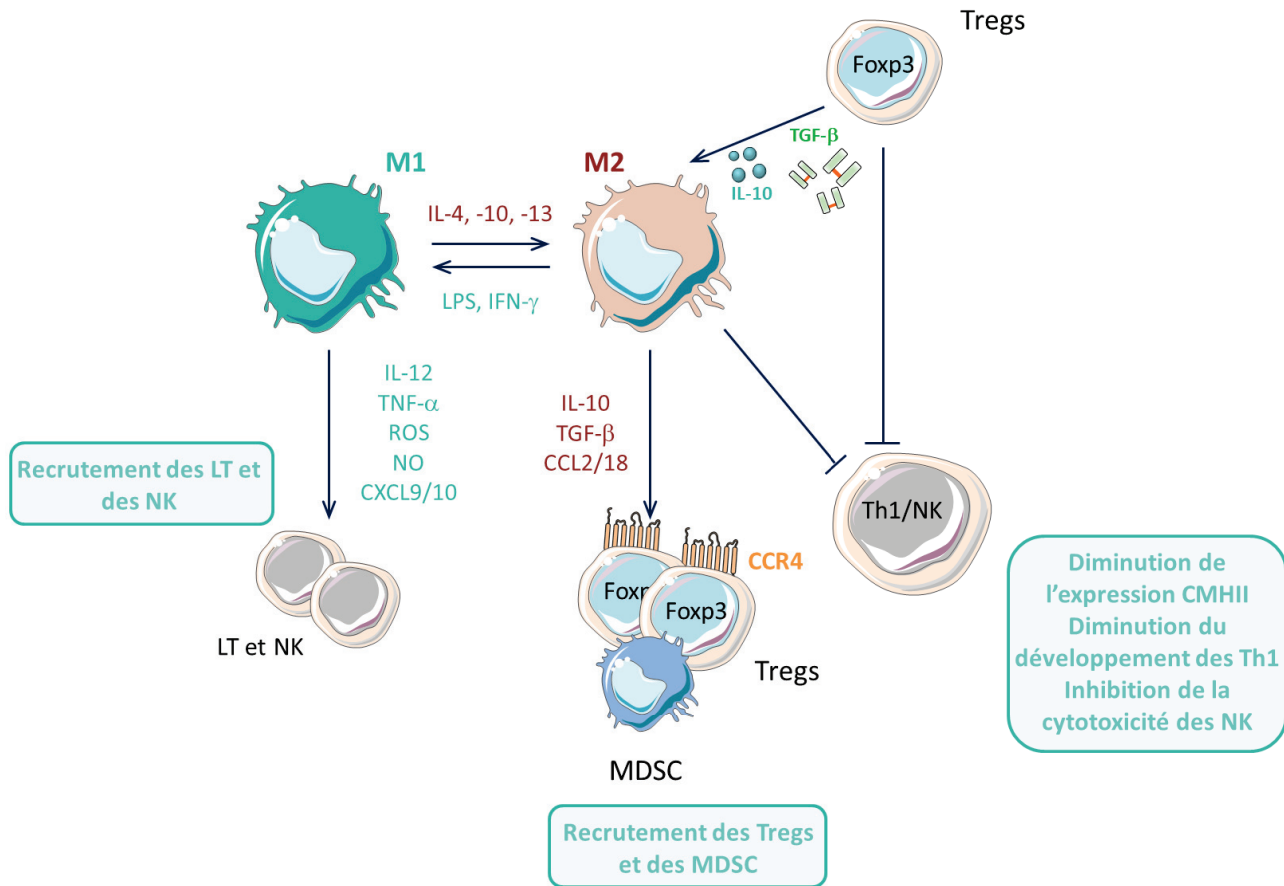 Tregs
Foxp3
TGF-β
IL-10
M1
M2
IL-4, -10, -13
LPS, IFN-γ
IL-12
TNF-α
ROS
NO
CXCL9/10
IL-10
TGF-β
CCL2/18
Recrutement des LT et
des NK
LT et NK
CCR4
Foxp
Foxp3
Tregs
MDSC
Recrutement des Tregs
et des MDSC
Th1/NK
Diminution de
l’expression CMHII
Diminution du
développement des Th1
Inhibition de la
cytotoxicité des NK